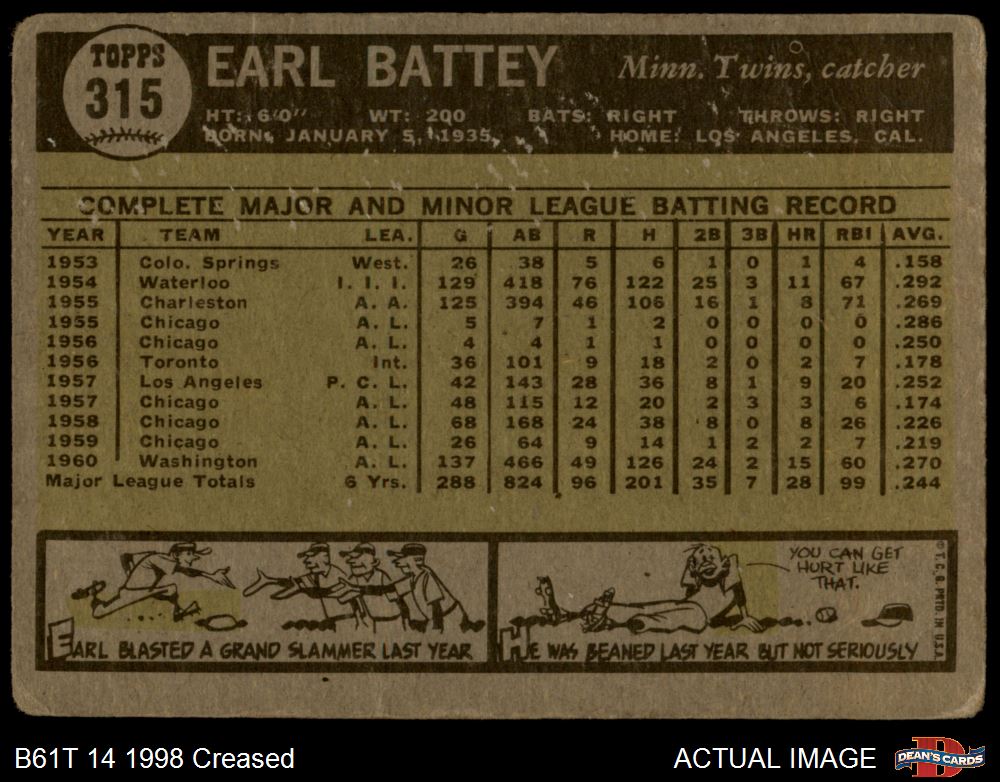 TOPPS
315
EARL BATTEY Minn. Twins, catcher
HT: 6'0" WT: 200 BATS: RIGHT THROWS: RIGHT
BORN: JANUARY 5, 1935 HOME: LOS ANGELES, CAL.
COMPLETE MAJOR AND MINOR LEAGUE BATTING RECORD
YEAR TEAM LEA. G AB R H 2B 3B HR RBI AVG.
1953 Colo. Springs West. 26 38 5 6 1 0 1 4 .158
1954 Waterloo I. I. I. 129 418 76 122 25 3 11 67 .292
1955 Charleston A. A. 125 394 46 106 16 1 8 71 .269
1955 Chicago A. L. 5 7 1 2 0 0 0 0 .286
1956 Chicago A. L. 4 4 1 1 0 0 0 0 .250
1956 Toronto Int. 36 101 9 18 2 0 2 7 .178
1957 Los Angeles P. C. L. 42 143 28 36 8 1 9 20 .252
1957 Chicago A. L. 48 115 12 20 2 3 3 6 .174
1958 Chicago A. L. 68 168 24 38 8 0 8 26 .226
1959 Chicago A. L. 26 64 9 14 1 2 2 7 .219
1960 Washington A. L. 137 466 49 126 24 2 15 60 .270
Major League Totals 6 Yrs. 288 824 96 201 35 7 28 99 .244
YOU CAN GET
HURT LIKE
THAT.
EARL BLASTED A GRAND SLAMMER LAST YEAR
HE WAS BEANED LAST YEAR BUT NOT SERIOUSLY
© T. C. G. PRTD. IN U.S.A.
B61T 14 1998 Creased
ACTUAL IMAGE
D
DEAN'S CARDS